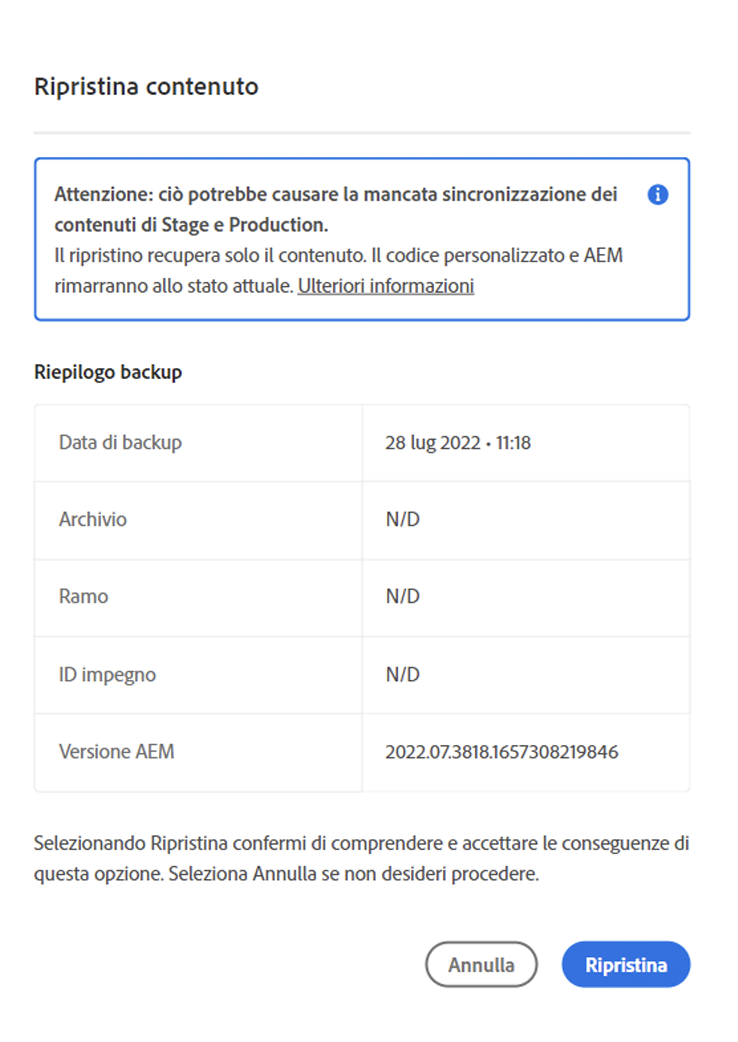 Ripristina contenuto
Attenzione: ciò potrebbe causare la mancata sincronizzazione dei
contenuti di Stage e Production.
Il ripristino recupera solo il contenuto. Il codice personalizzato e AEM
rimarranno allo stato attuale. Ulteriori informazioni
Riepilogo backup
Data di backup 28 lug 2022 • 11:18
Archivio N/D
Ramo N/D
ID impegno N/D
Versione AEM 2022.07.3818.1657308219846
Selezionando Ripristina confermi di comprendere e accettare le conseguenze di
questa opzione. Seleziona Annulla se non desideri procedere.
Annulla Ripristina